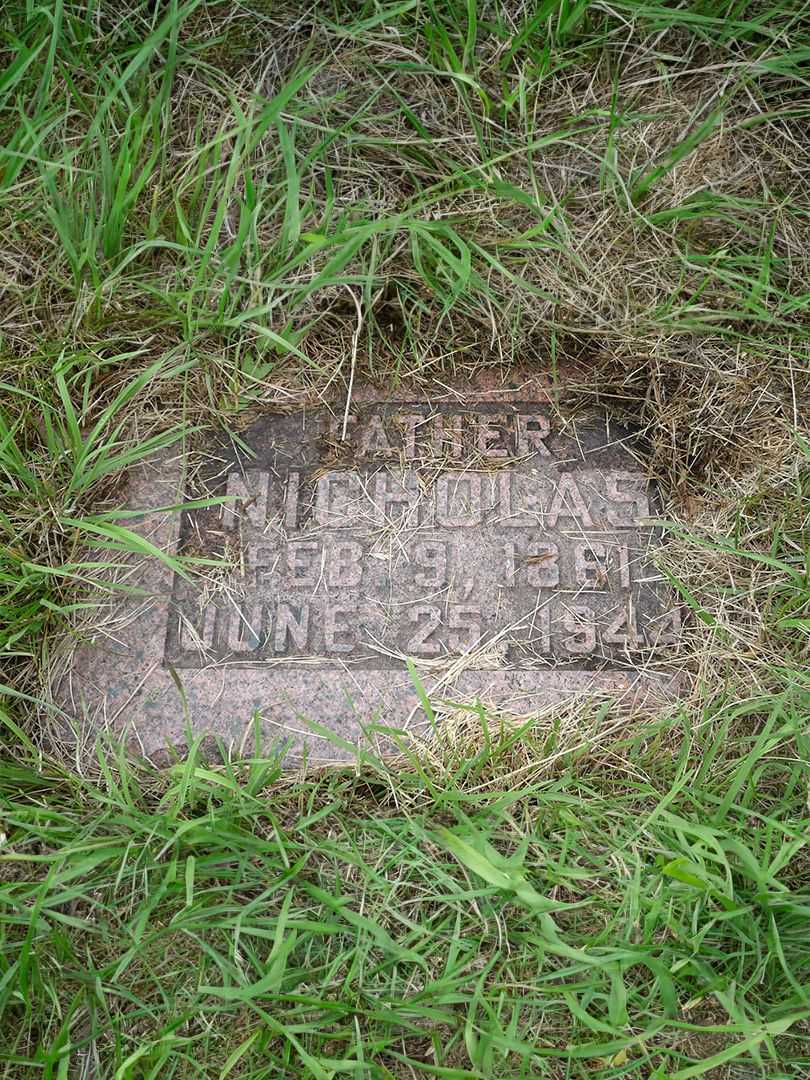 FATHER
NICHOLAS
FEB 9, 1861
JUNE 25, 1944